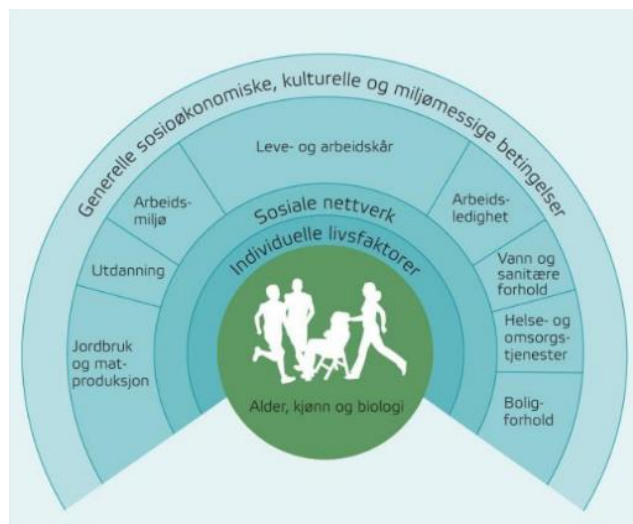 Generelle sosioøkonomiske, kulturelle og miljømessige betingelser
Leve- og arbeidskår
Arbeids-
miljø
Arbeids-
ledighet
Sosiale nettverk
Individuelle livsfaktorer
Utdanning
Vann og
sanitære
forhold
Jordbruk
og mat-
produksjon
Helse- og
omsorgs-
tjenester
Bolig-
forhold
Alder, kjønn og biologi